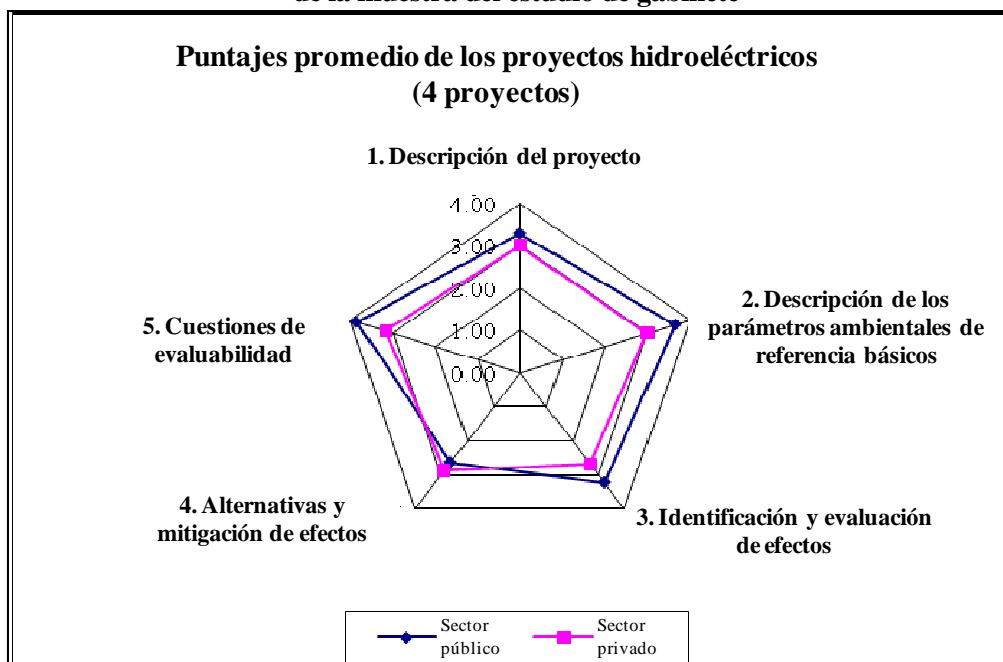 de la muestra del estudio de gabinete
Puntajes promedio de los proyectos hidroeléctricos
(4 proyectos)
1. Descripción del proyecto
4.00
3.00
2.00
1.00
0.00
2. Descripción de los
parámetros ambientales de
referencia básicos
5. Cuestiones de
evaluabilidad
4. Alternativas y
mitigación de efectos
3. Identificación y evaluación
de efectos
Sector
público
Sector
privado